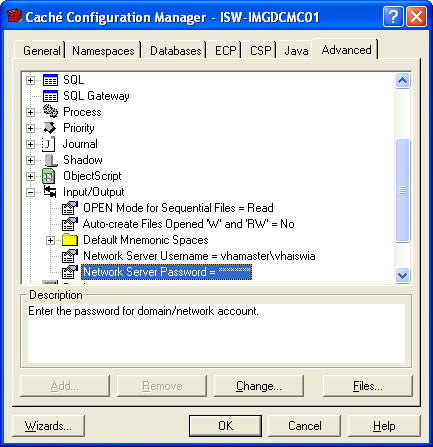 Caché Configuration Manager - ISW-IMGDCMC01
General
Namespaces
Databases
ECP
CSP
Java
Advanced
SQL
SQL Gateway
Process
Priority
Journal
Shadow
ObjectScript
Input/Output
OPEN Mode for Sequential Files = Read
Auto-create Files Opened 'W' and 'RW' = No
Default Mnemonic Spaces
Network Server Username = vhamaster\vhaiswia
Network Server Password = ********
Description
Enter the password for domain/network account.
Add...
Remove
Change...
Files...
Wizards...
OK
Cancel
Help